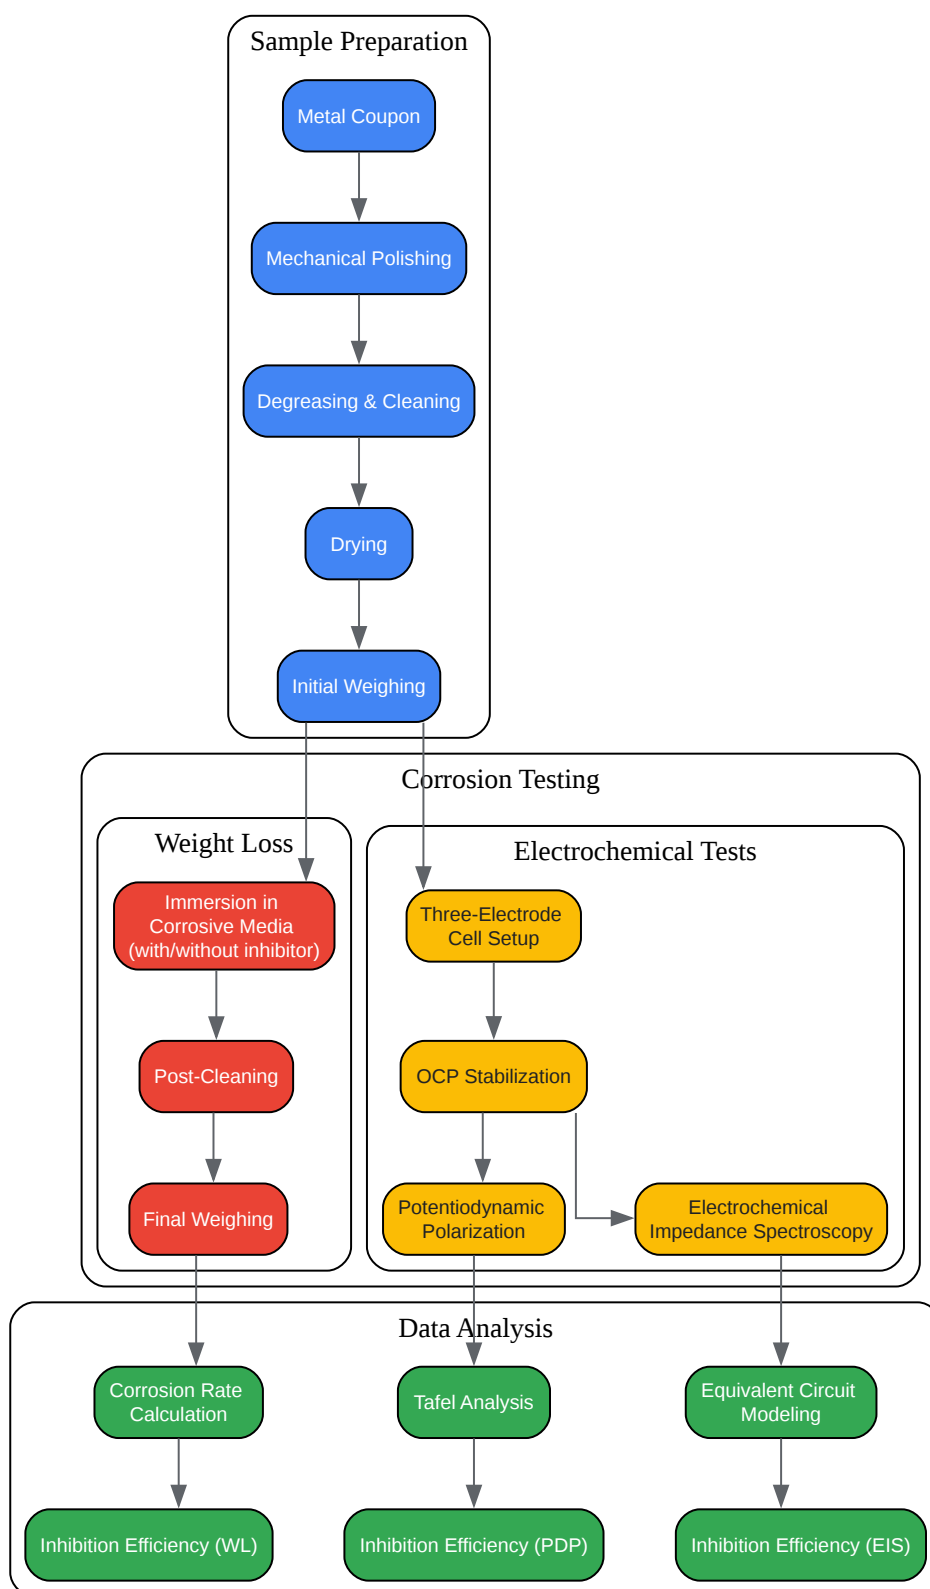 Sample Preparation
Metal Coupon
Mechanical Polishing
Degreasing & Cleaning
Drying
Initial Weighing
Corrosion Testing
Weight Loss
Immersion in
Corrosive Media
(with/without inhibitor)
Post-Cleaning
Final Weighing
Electrochemical Tests
Three-Electrode
Cell Setup
OCP Stabilization
Potentiodynamic
Polarization
Electrochemical
Impedance Spectroscopy
Data Analysis
Corrosion Rate
Calculation
Inhibition Efficiency (WL)
Tafel Analysis
Inhibition Efficiency (PDP)
Equivalent Circuit
Modeling
Inhibition Efficiency (EIS)